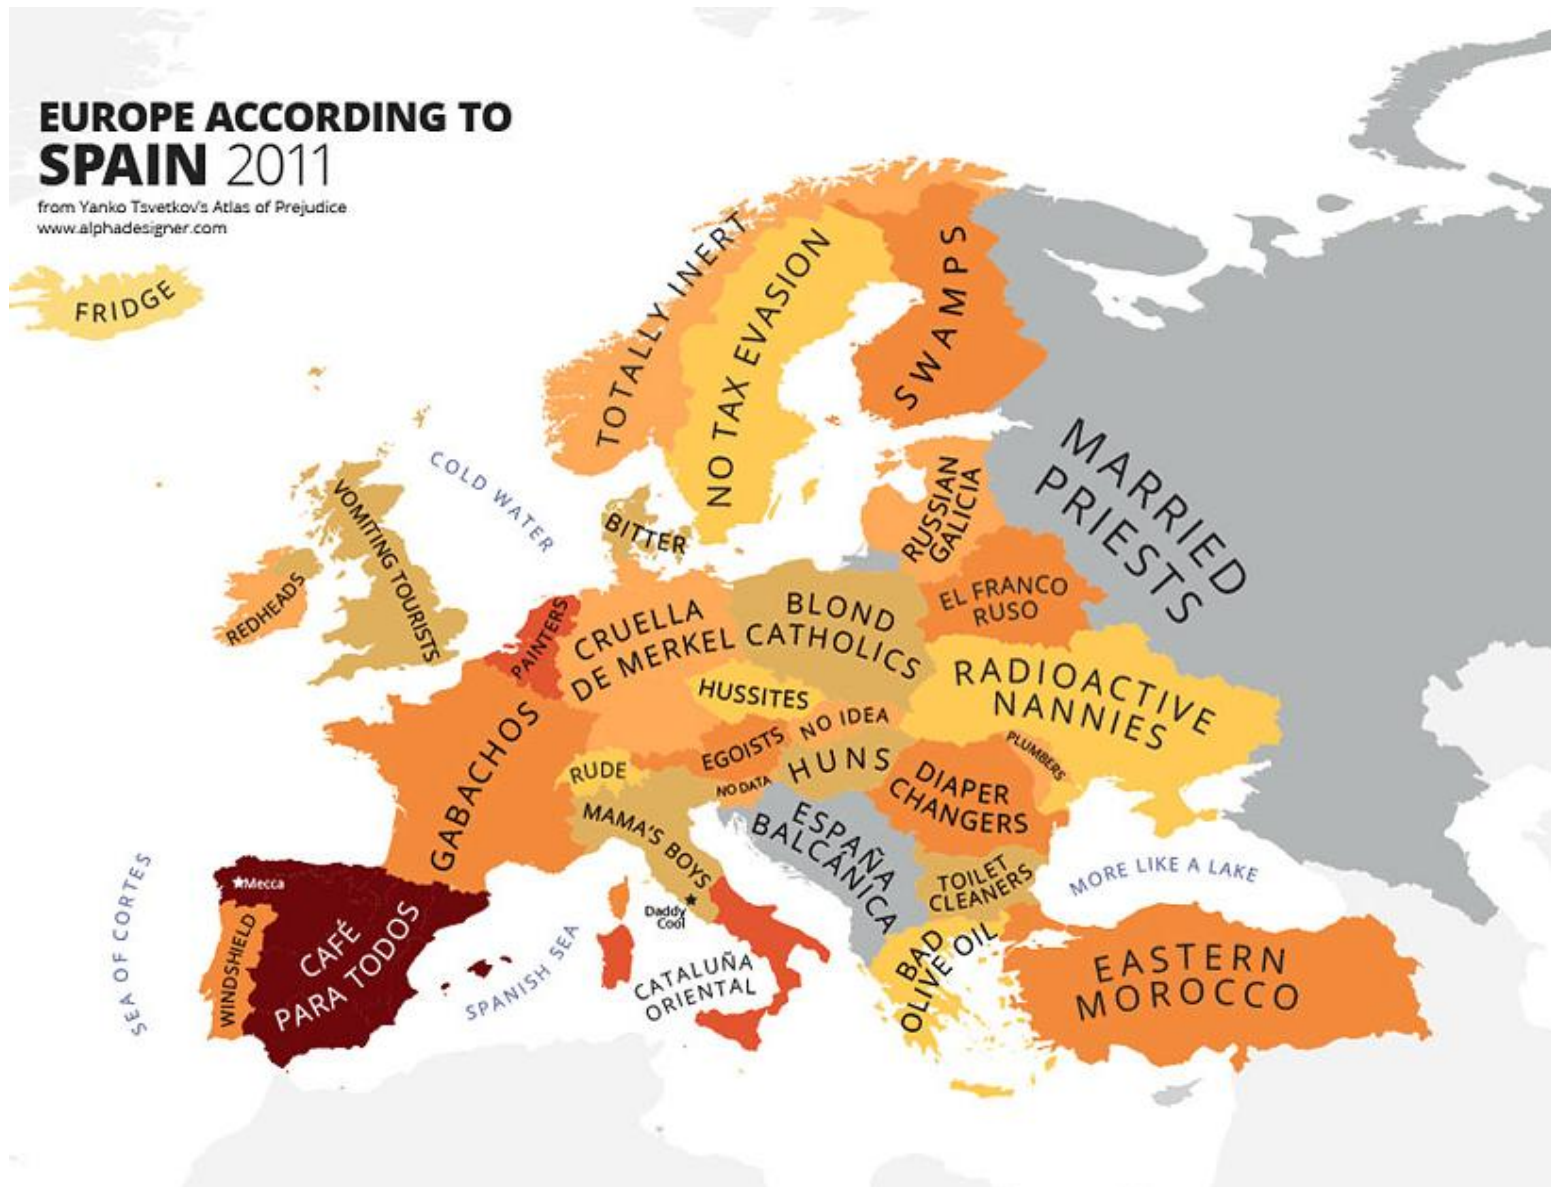 EUROPE ACCORDING TO
SPAIN 2011
from Yanko Tsvetkov's Atlas of Prejudice
www.alphadesigner.com
FRIDGE
TOTALLY INERT
NO TAX EVASION
SWAMPS
COLD WATER
VOMITING TOURISTS
REDHEADS
BITTER
RUSSIAN
GALICIA
MARRIED
PRIESTS
PAINTERS
CRUELLA
DE MERKEL
BLOND
CATHOLICS
EL FRANCO
RUSO
RADIOACTIVE
NANNIES
HUSSITES
NO IDEA
GABACHOS
RUDE
EGOISTS
NO DATA
HUNS
PLUMBERS
DIAPER
CHANGERS
MAMA'S BOYS
ESPAÑA
BALCÁNICA
TOILET
CLEANERS
MORE LIKE A LAKE
SEA OF CORTES
Mecca
WINDSHIELD
CAFÉ
PARA TODOS
SPANISH SEA
Daddy
Cool
CATALUÑA
ORIENTAL
BAD
OLIVE OIL
EASTERN
MOROCCO